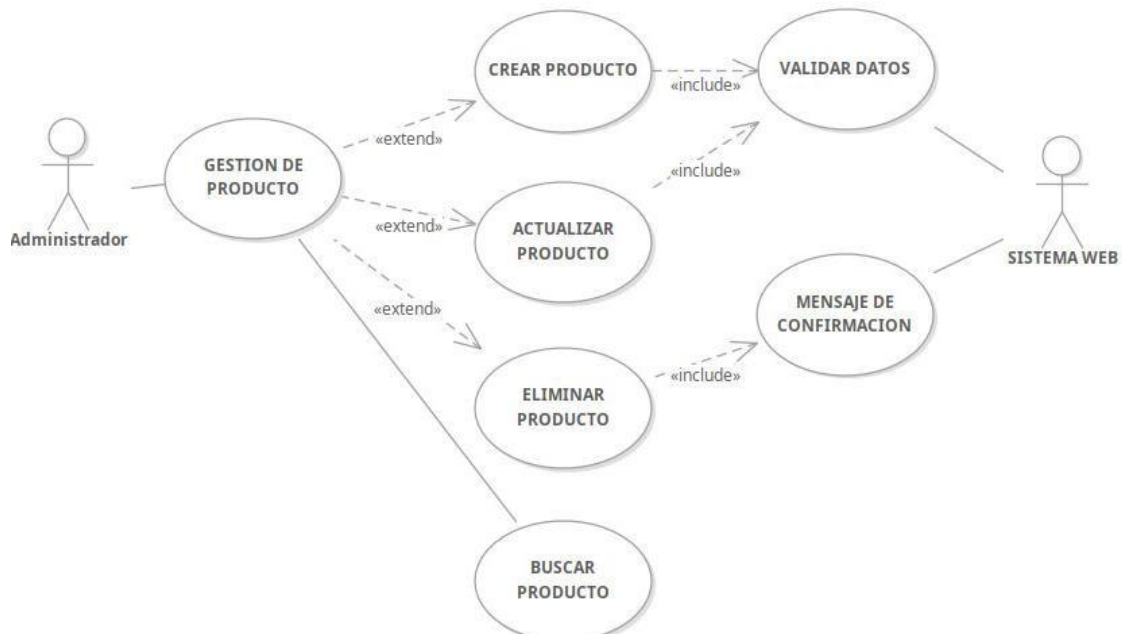 CREAR PRODUCTO
«include»
VALIDAR DATOS
«extend»
GESTION DE
PRODUCTO
Administrador
«include»
«extend»
ACTUALIZAR
PRODUCTO
SISTEMA WEB
«extend»
MENSAJE DE
CONFIRMACION
«include»
ELIMINAR
PRODUCTO
BUSCAR
PRODUCTO